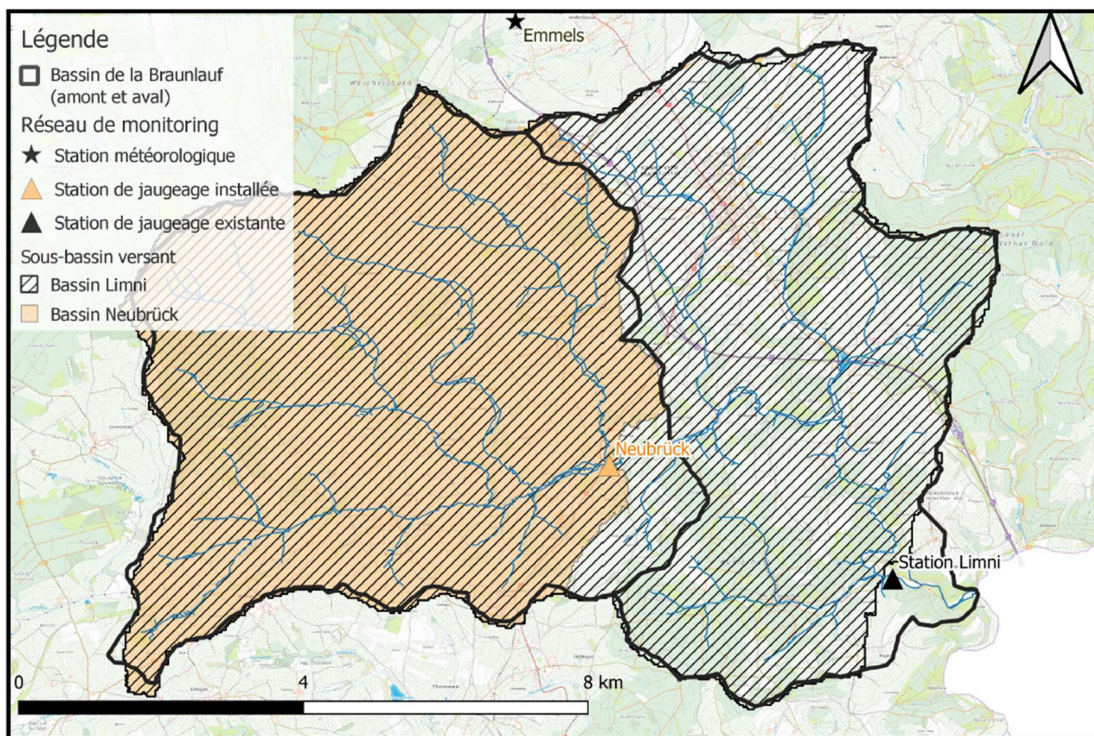 Légende
Bassin de la Braunlauf
(amont et aval)
Réseau de monitoring
Station météorologique
Station de jaugeage installée
Station de jaugeage existante
Sous-bassin versant
Bassin Limni
Bassin Neubrück
Emmels
Neubrück
Station Limni
0 4 8 km